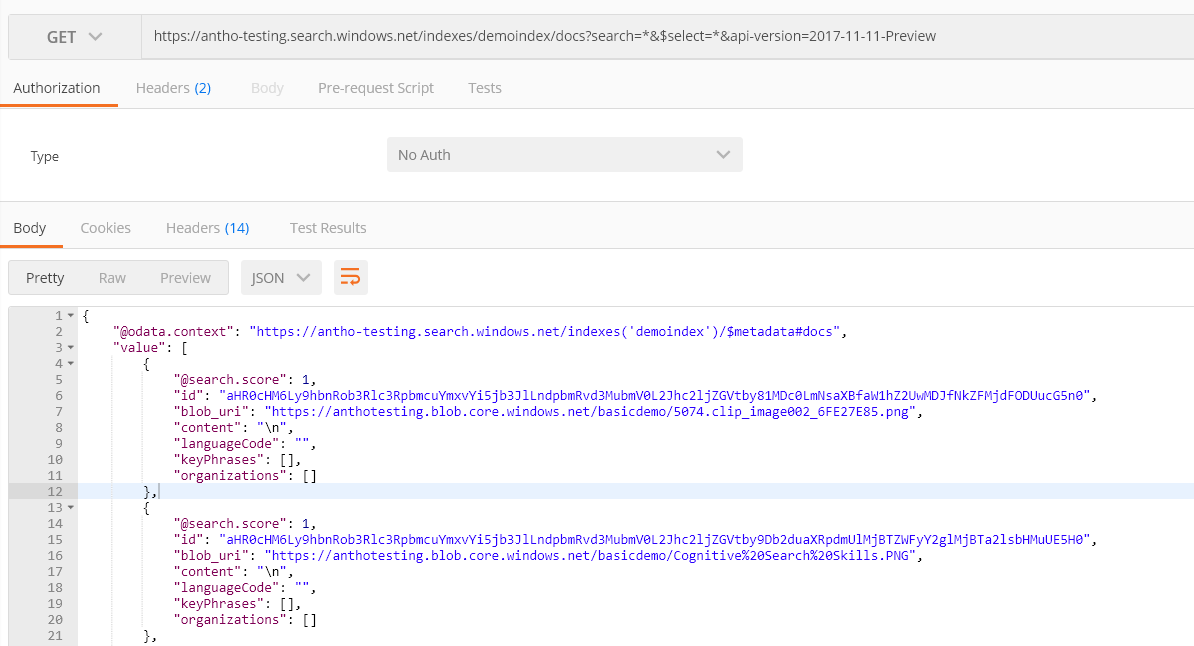 GET https://antho-testing.search.windows.net/indexes/demoindex/docs?search=*&$select=*&api-version=2017-11-11-Preview
Authorization Headers (2) Body Pre-request Script Tests
Type No Auth
Body Cookies Headers (14) Test Results
Pretty Raw Preview JSON
1 {
2 "@odata.context": "https://antho-testing.search.windows.net/indexes('demoindex')/$metadata#docs",
3 "value": [
4 {
5 "@search.score": 1,
6 "id": "aHR0cHM6Ly9hbnRob3Rlc3RpbmcuYmxvYi5jb3JlLndpbmRvd3MubmV0L2Jhc2ljZGVtby81MDc0LmNsaXBfaW1hZ2UwMDJfNkZFMjdFODUucG5n0",
7 "blob_uri": "https://anthotesting.blob.core.windows.net/basicdemo/5074.clip_image002_6FE27E85.png",
8 "content": "\n",
9 "languageCode": "",
10 "keyPhrases": [],
11 "organizations": []
12 },
13 {
14 "@search.score": 1,
15 "id": "aHR0cHM6Ly9hbnRob3Rlc3RpbmcuYmxvYi5jb3JlLndpbmRvd3MubmV0L2Jhc2ljZGVtby9Db2duaXRpdmUlMjBTZWFyY2glMjBTa2lsbHMuUE5H0",
16 "blob_uri": "https://anthotesting.blob.core.windows.net/basicdemo/Cognitive%20Search%20Skills.PNG",
17 "content": "\n",
18 "languageCode": "",
19 "keyPhrases": [],
20 "organizations": []
21 },